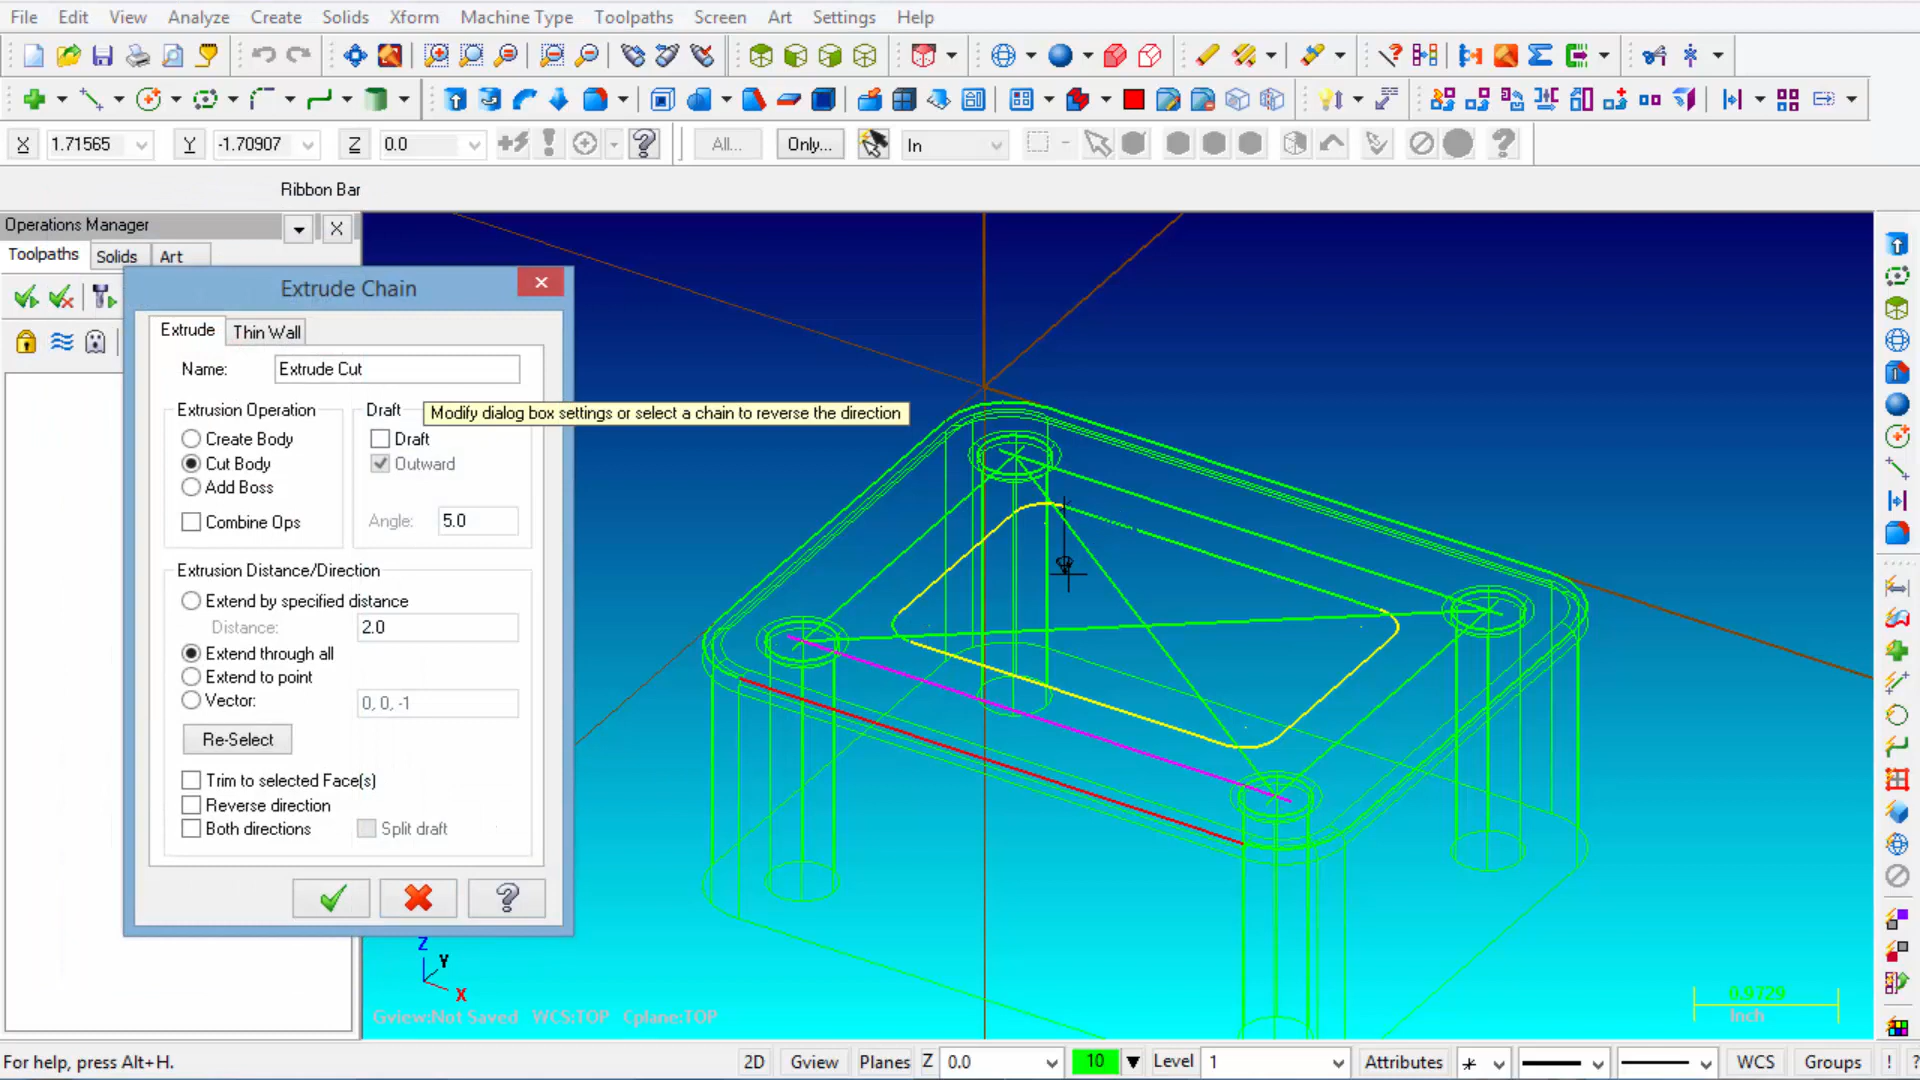 File Edit View Analyze Create Solids Xform Machine Type Toolpaths Screen Art Settings Help
X 1.71565 Y -1.70907 Z 0.0 All... Only... In
Ribbon Bar
Operations Manager X
Toolpaths Solids Art
Extrude Chain
Extrude Thin Wall
Name: Extrude Cut
Extrusion Operation
Create Body
Cut Body
Add Boss
Combine Ops
Draft
Draft
Outward
Angle: 5.0
Modify dialog box settings or select a chain to reverse the direction
Extrusion Distance/Direction
Extend by specified distance
Distance: 2.0
Extend through all
Extend to point
Vector: 0, 0, -1
Re-Select
Trim to selected Face(s)
Reverse direction
Both directions Split draft
Z
Y
X
Gview:Not Saved WCS:TOP Cplane:TOP
0.9729
Inch
For help, press Alt+H. 2D Gview Planes Z 0.0 10 Level 1 Attributes WCS Groups ! ?